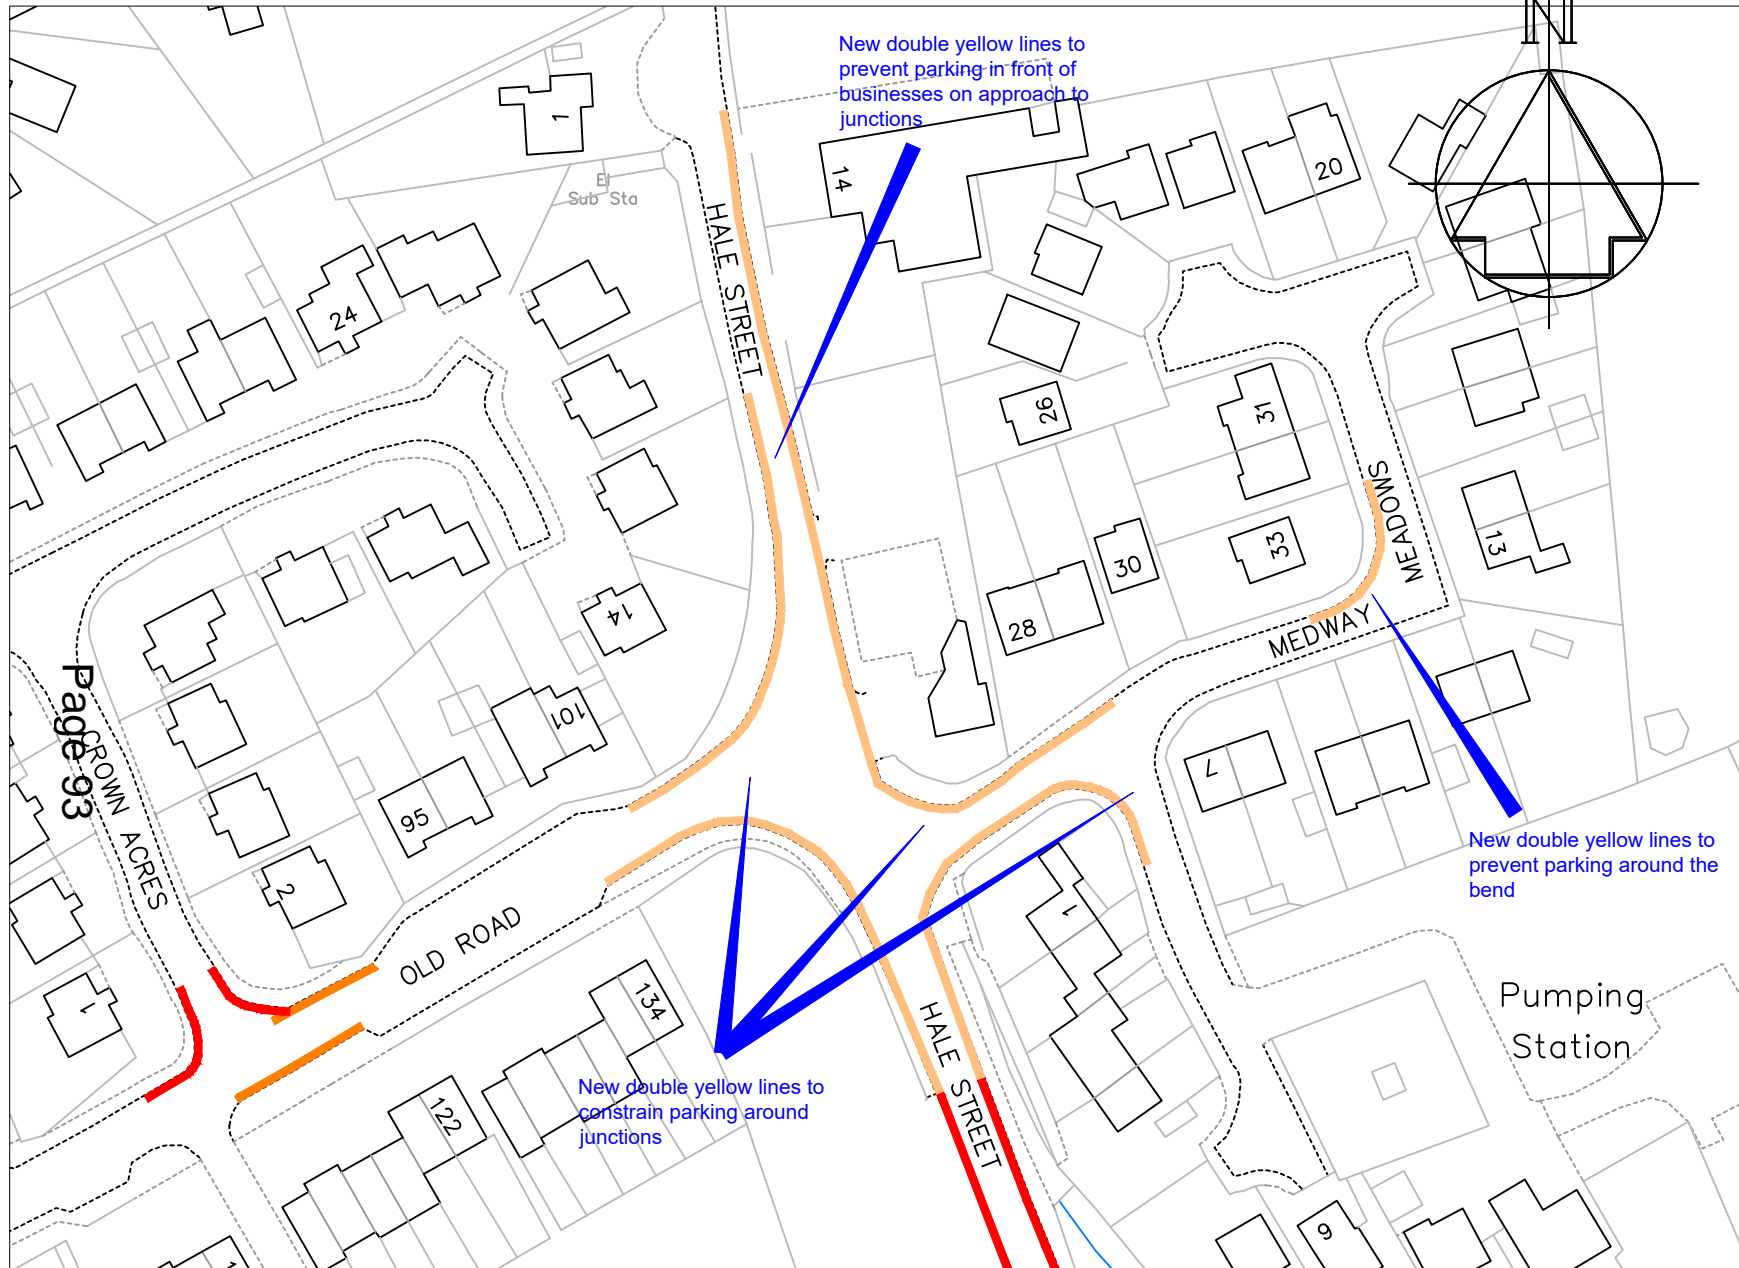 N
New double yellow lines to
prevent parking in front of
businesses on approach to
junctions
1
14
20
El
Sub Sta
HALE STREET
24
26
31
MEADOWS
13
33
30
28
MEDWAY
14
101
95
2
Page 93
CROWN ACRES
7
New double yellow lines to
prevent parking around the
bend
OLD ROAD
1
1
134
HALE STREET
Pumping
Station
New double yellow lines to
constrain parking around
junctions
122
9